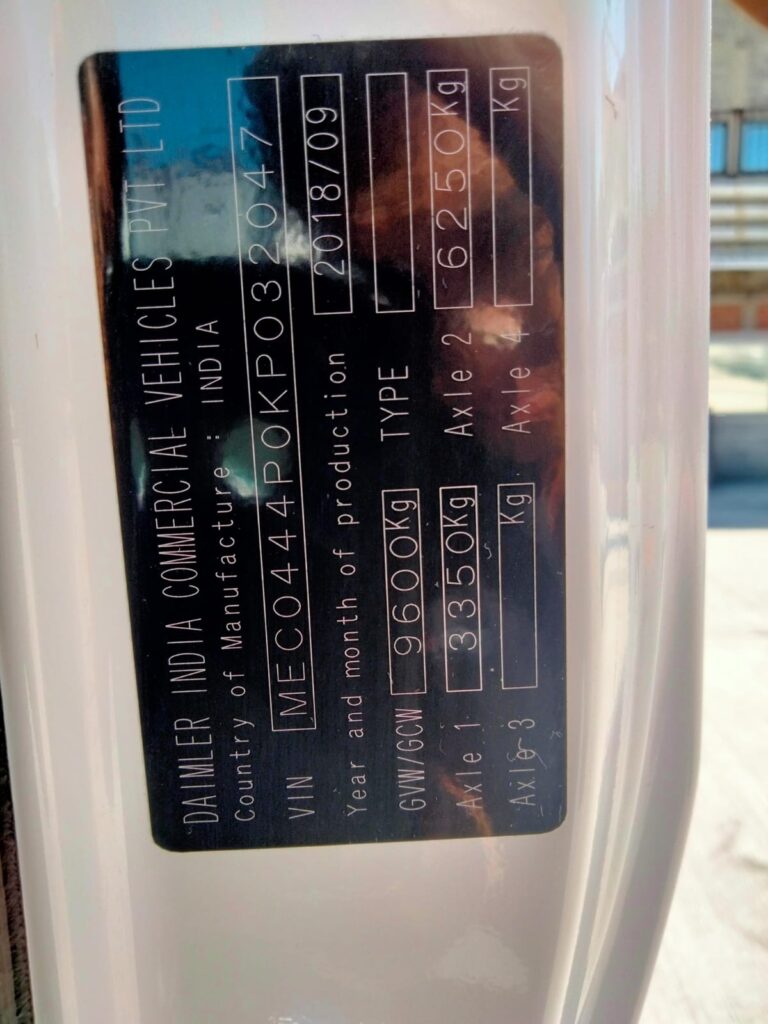 DAIMLER INDIA COMMERCIAL VEHICLES PVT LTD
Country of Manufacture : INDIA
VIN MEC0444P0KP032047
Year and month of production 2018/09
GVW/GCW 9600Kg TYPE
Axle 1 3350Kg Axle 2 6250Kg
Axle 3 Kg Axle 4 Kg